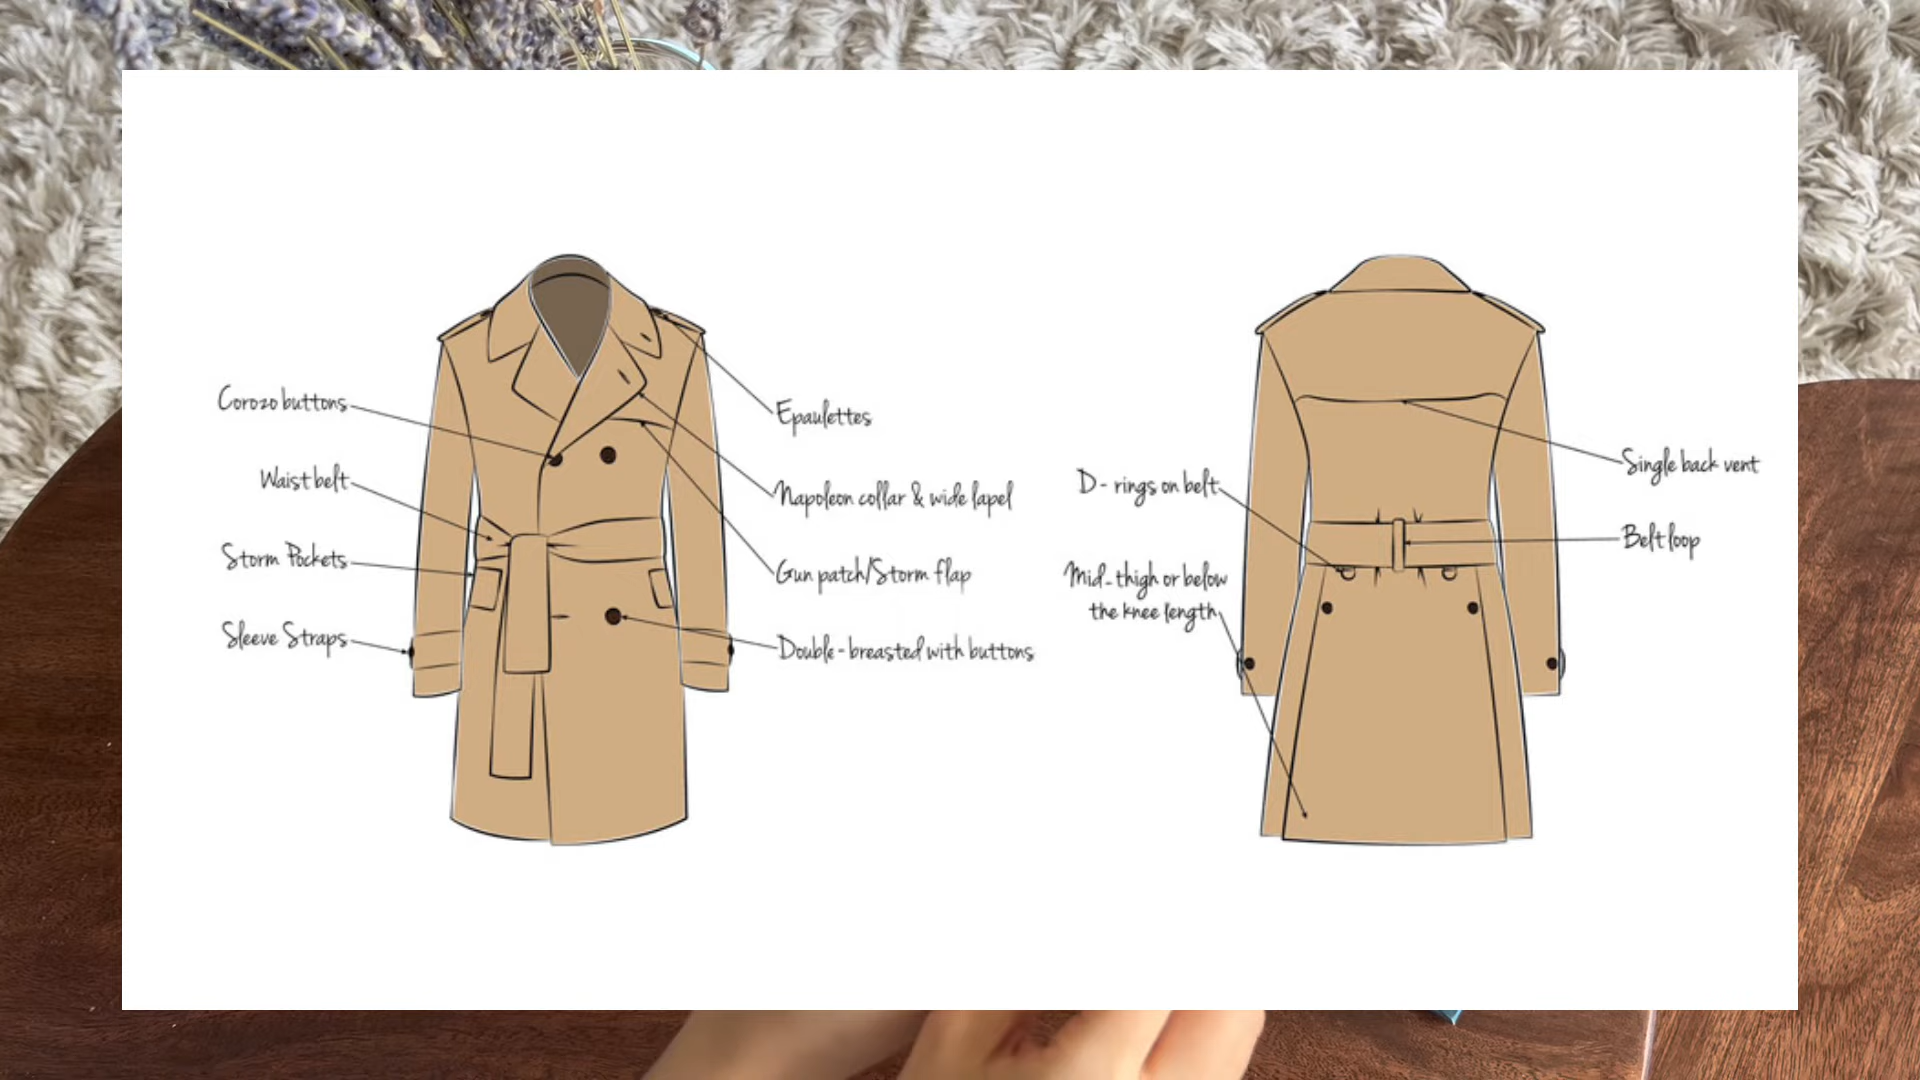 Corozo buttons
Waist belt
Storm Pockets
Sleeve Straps
Epaulettes
Napoleon collar & wide lapel
Gun patch/Storm flap
Double-breasted with buttons
D-rings on belt
Mid-thigh or below
the knee length
Single back vent
Belt loop